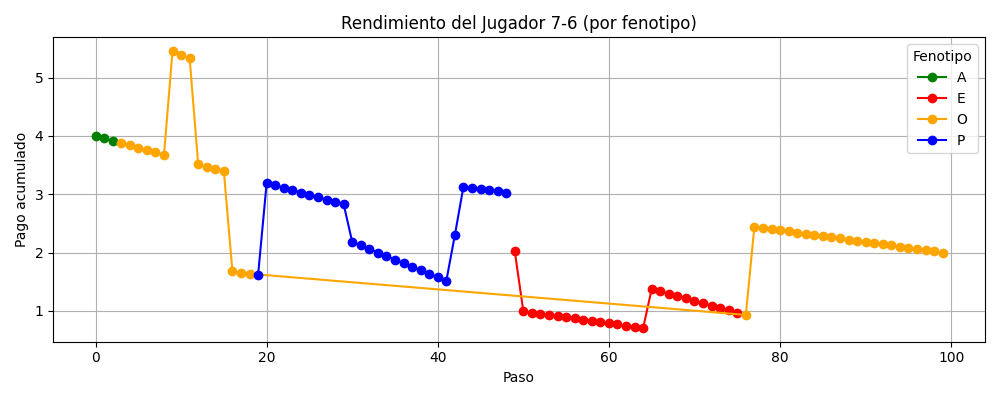 Rendimiento del Jugador 7-6 (por fenotipo)
Pago acumulado
5
4
3
2
1
0
20
40
60
80
100
Paso
Fenotipo
A
E
O
P